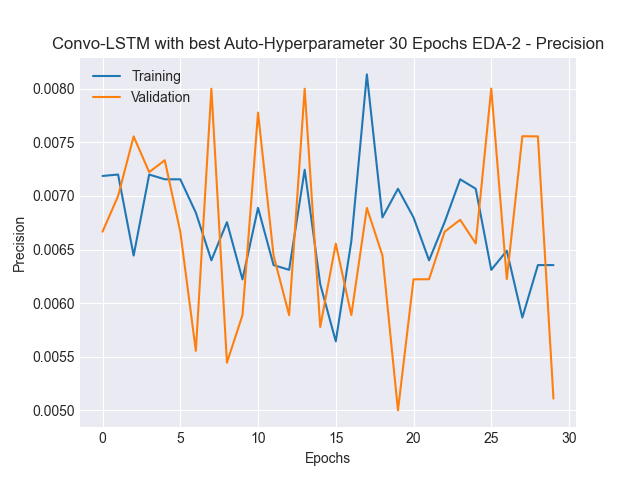 Convo-LSTM with best Auto-Hyperparameter 30 Epochs EDA-2 - Precision
Training
Validation
0.0080
0.0075
0.0070
0.0065
0.0060
0.0055
0.0050
Precision
0 5 10 15 20 25 30
Epochs